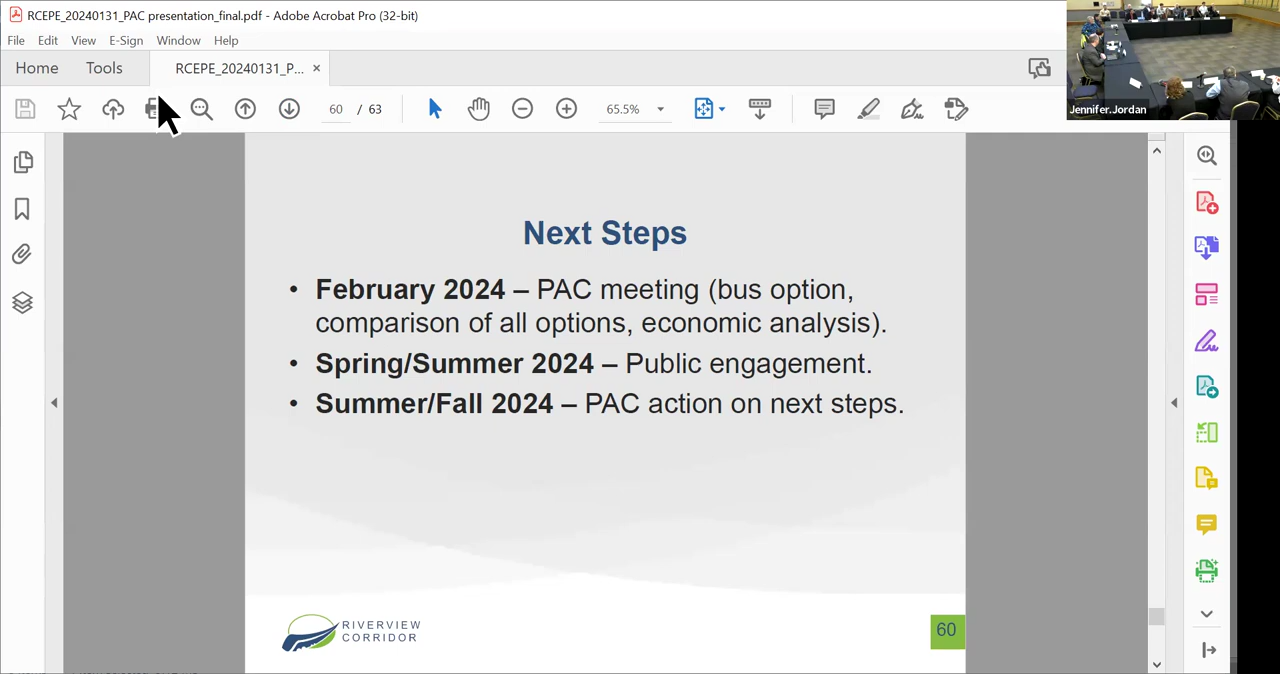 RCEPE_20240131_PAC presentation_final.pdf - Adobe Acrobat Pro (32-bit)
File Edit View E-Sign Window Help
Home Tools RCEPE_20240131_P... ×
60 / 63 65.5%
Jennifer.Jordan
Next Steps
• February 2024 – PAC meeting (bus option,
comparison of all options, economic analysis).
• Spring/Summer 2024 – Public engagement.
• Summer/Fall 2024 – PAC action on next steps.
RIVERVIEW
CORRIDOR
60